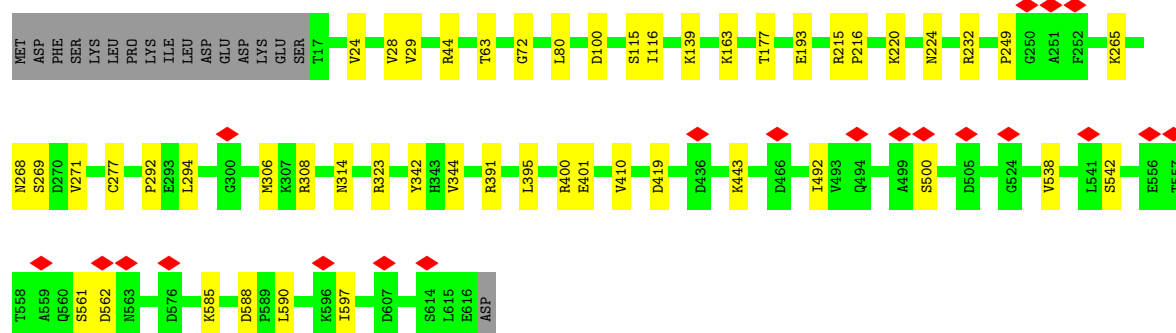 MET ASP PHE SER LYS LEU PRO LYS ILE LEU ASP GLU ASP LYS GLU SER T17 V24 V28 V29 R44 T63 G72 L80 D100 S115 I116 K139 K163 T177 E193 R215 P216 K220 N224 R232 P249 G250 A251 F252 K265
N268 S269 D270 V271 C277 P292 E293 L294 G300 M306 K307 R308 N314 R323 Y342 H343 V344 R391 L395 R400 E401 V410 D419 D436 K443 D466 I492 V493 Q494 A499 S500 D505 G524 V538 L541 S542 E556
T558 A559 Q560 S561 D562 N563 D576 K585 D588 P589 L590 K596 I597 D607 S614 L615 E616 ASP